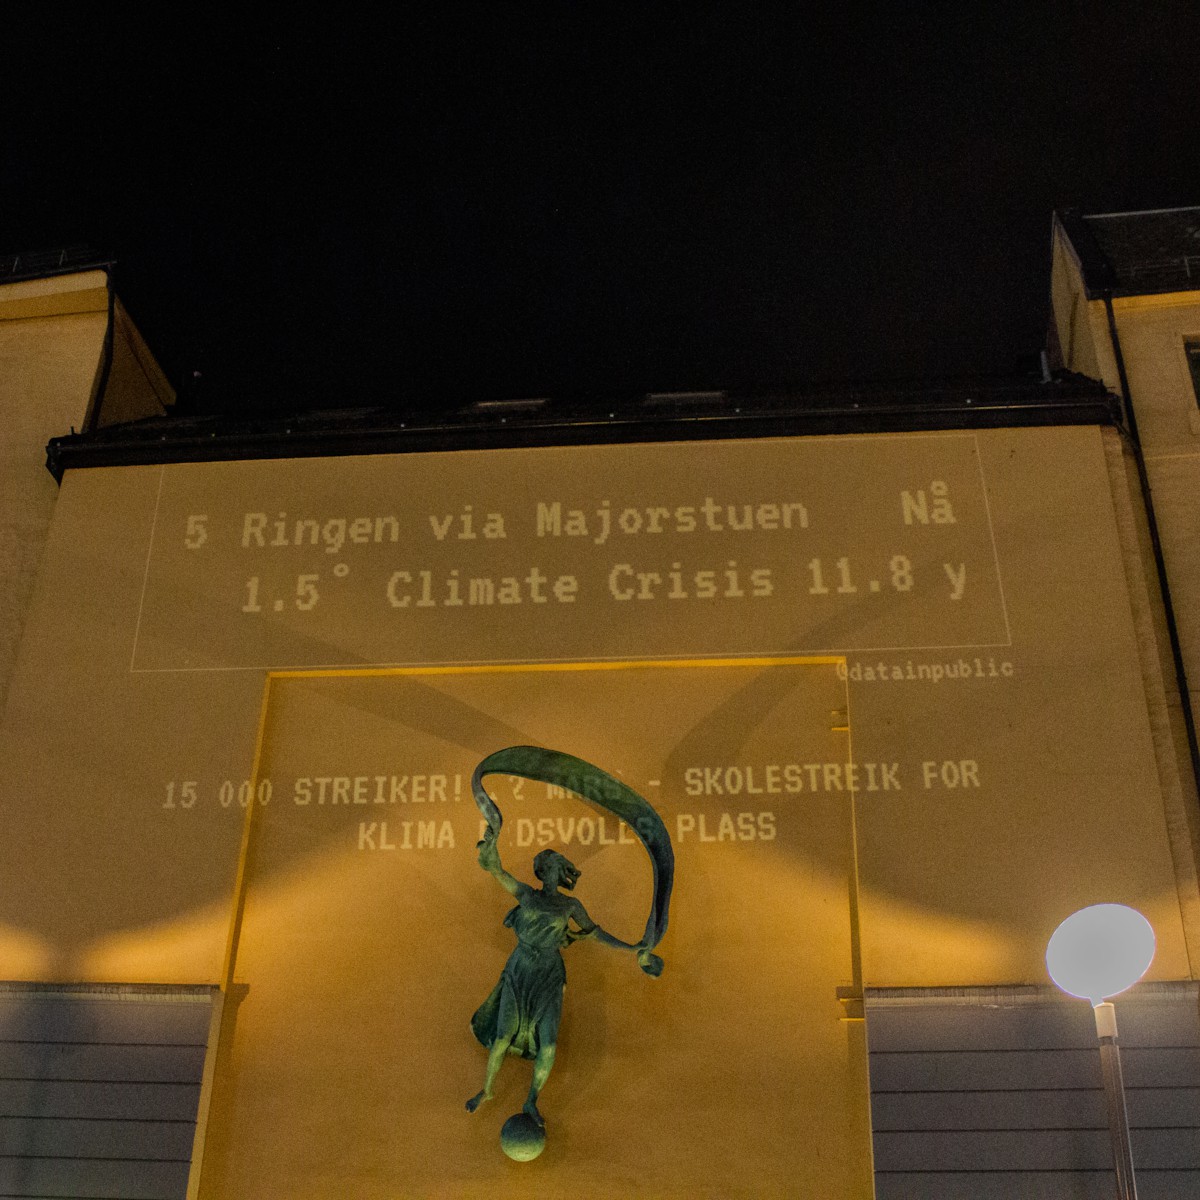 5 Ringen via Majorstuen Nå
1.5° Climate Crisis 11.8 y
@datainpublic
15 000 STREIKER! - SKOLESTREIK FOR
KLIMA PLASS